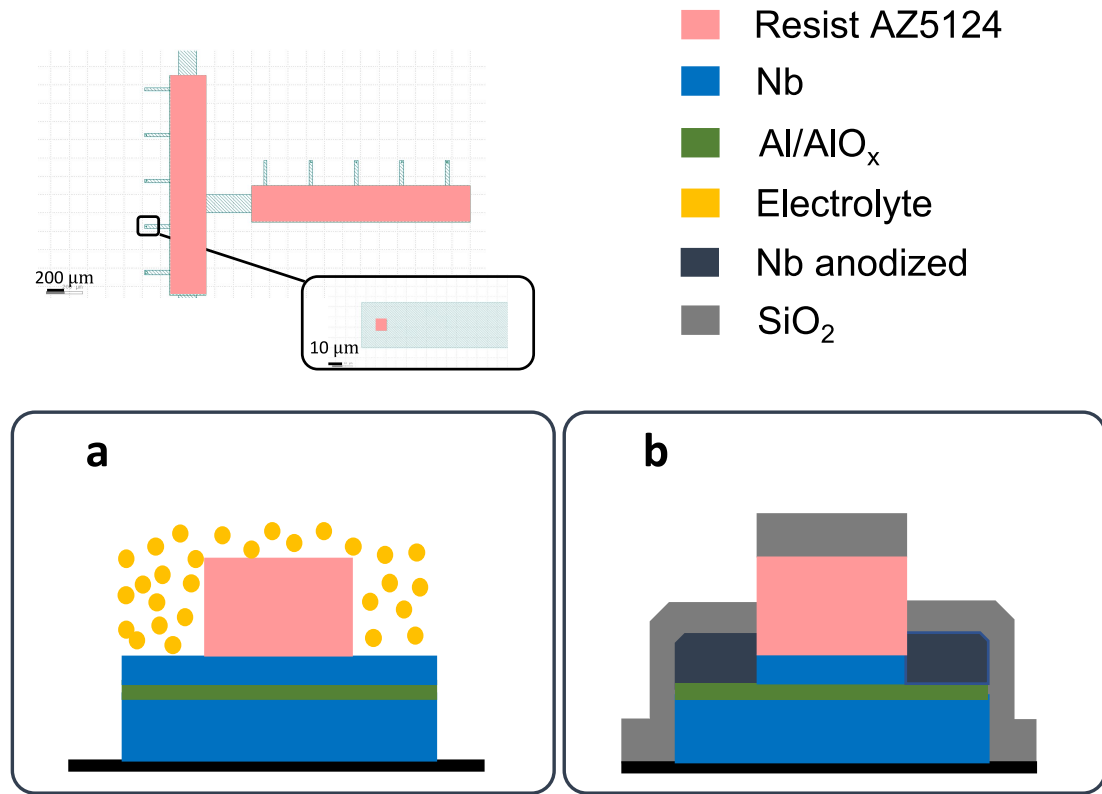 Resist AZ5124
Nb
Al/AlOₓ
Electrolyte
Nb anodized
SiO₂
200 μm
10 μm
a
b